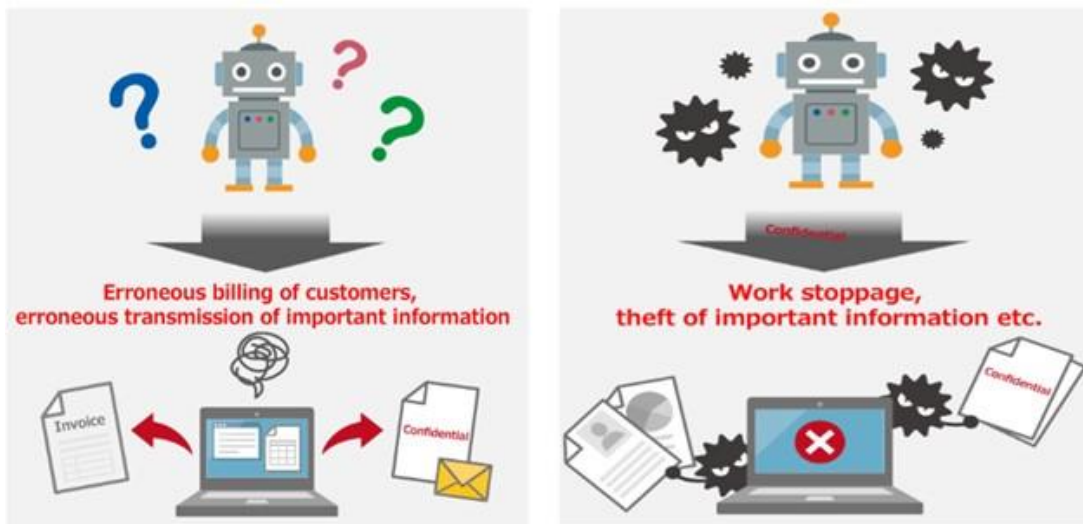 Erroneous billing of customers,
erroneous transmission of important information
Invoice
Confidential
Confidential
Work stoppage,
theft of important information etc.
Confidential